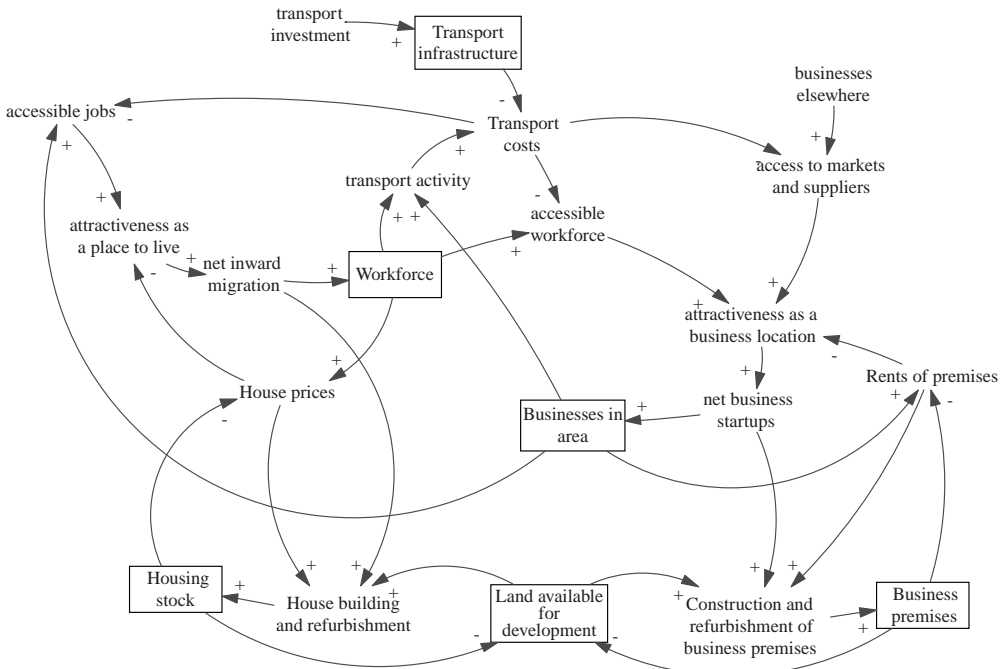 transport
investment
+
Transport
infrastructure
-
businesses
elsewhere
+
accessible jobs
-
+
Transport
costs
+
-
access to markets
and suppliers
-
transport activity
+ +
+
attractiveness as
a place to live
-
accessible
workforce
+
+
net inward
migration
+
Workforce
+
+
attractiveness as a
business location
-
+
+
House prices
-
Rents of premises
+
-
net business
startups
+
Businesses in
area
+
+
+
+
Housing
stock
+
House building
and refurbishment
+
Land available
for
development
-
-
+
Construction and
refurbishment of
business premises
+
Business
premises